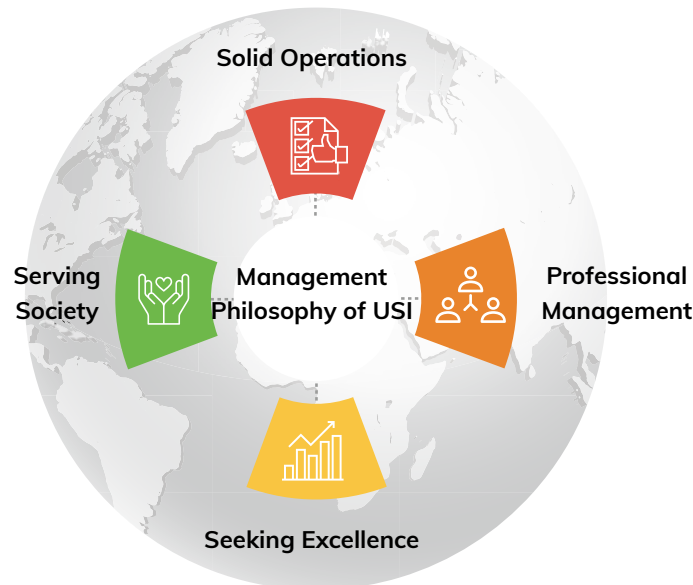 Solid Operations
Serving
Society
Management
Philosophy of USI
Professional
Management
Seeking Excellence